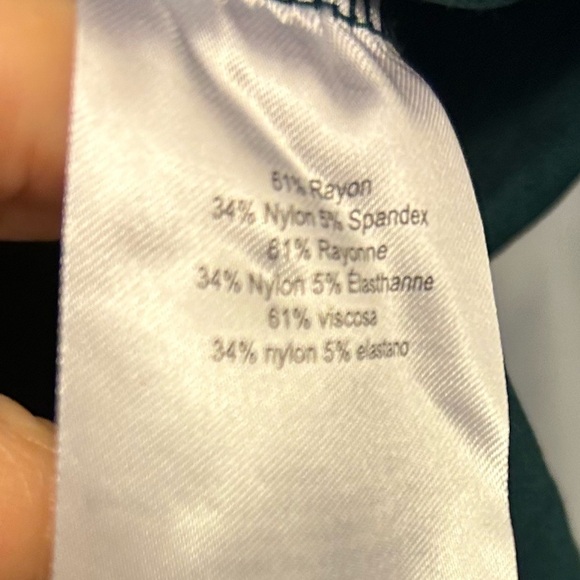 61% Rayon
34% Nylon 5% Spandex
61% Rayonne
34% Nylon 5% Élasthanne
61% viscosa
34% nylon 5% elastano